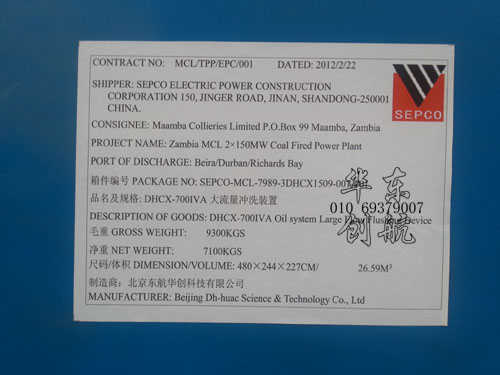 CONTRACT NO: MCL/TPP/EPC/001 DATED: 2012/2/22
SHIPPER: SEPCO ELECTRIC POWER CONSTRUCTION
CORPORATION 150, JINGER ROAD, JINAN, SHANDONG-250001
CHINA.
SEPCO
CONSIGNEE: Maamba Collieries Limited P.O.Box 99 Maamba, Zambia
PROJECT NAME: Zambia MCL 2×150MW Coal Fired Power Plant
PORT OF DISCHARGE: Beira/Durban/Richards Bay
箱件编号 PACKAGE NO: SEPCO-MCL-7989-3DHCX1509-
华东
010 69379007
创航
品名及规格: DHCX-700IVA 大流量冲洗装置
DESCRIPTION OF GOODS: DHCX-700IVA Oil system Large Flow Flushing Device
毛重 GROSS WEIGHT: 9300KGS
净重 NET WEIGHT: 7100KGS
尺码/体积 DIMENSION/VOLUME: 480×244×227CM/ 26.59M³
制造商: 北京东航华创科技有限公司
MANUFACTURER: Beijing Dh-huac Science & Technology Co., Ltd